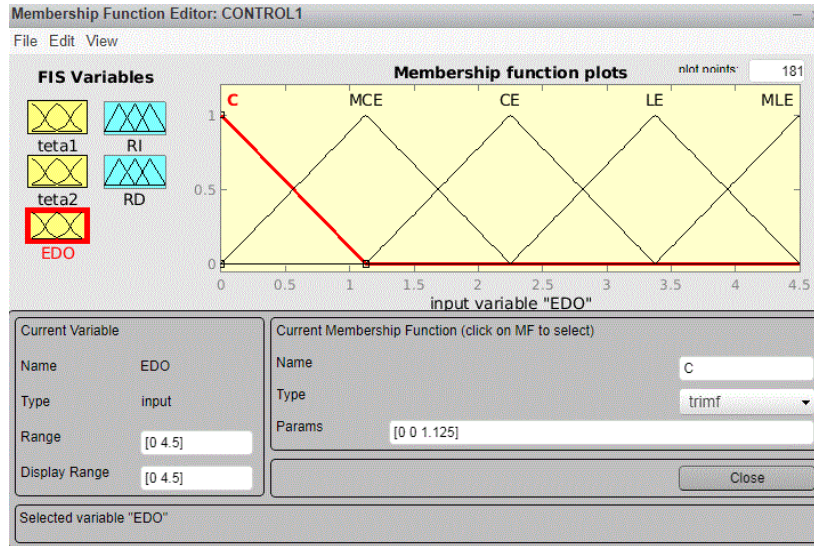 Membership Function Editor: CONTROL1
File Edit View
FIS Variables
teta1 RI
teta2 RD
EDO
Membership function plots
plot points: 181
C MCE CE LE MLE
1
0.5
0
0 0.5 1 1.5 2 2.5 3 3.5 4 4.5
input variable "EDO"
Current Variable
Name EDO
Type input
Range [0 4.5]
Display Range [0 4.5]
Current Membership Function (click on MF to select)
Name C
Type trimf
Params [0 0 1.125]
Close
Selected variable "EDO"